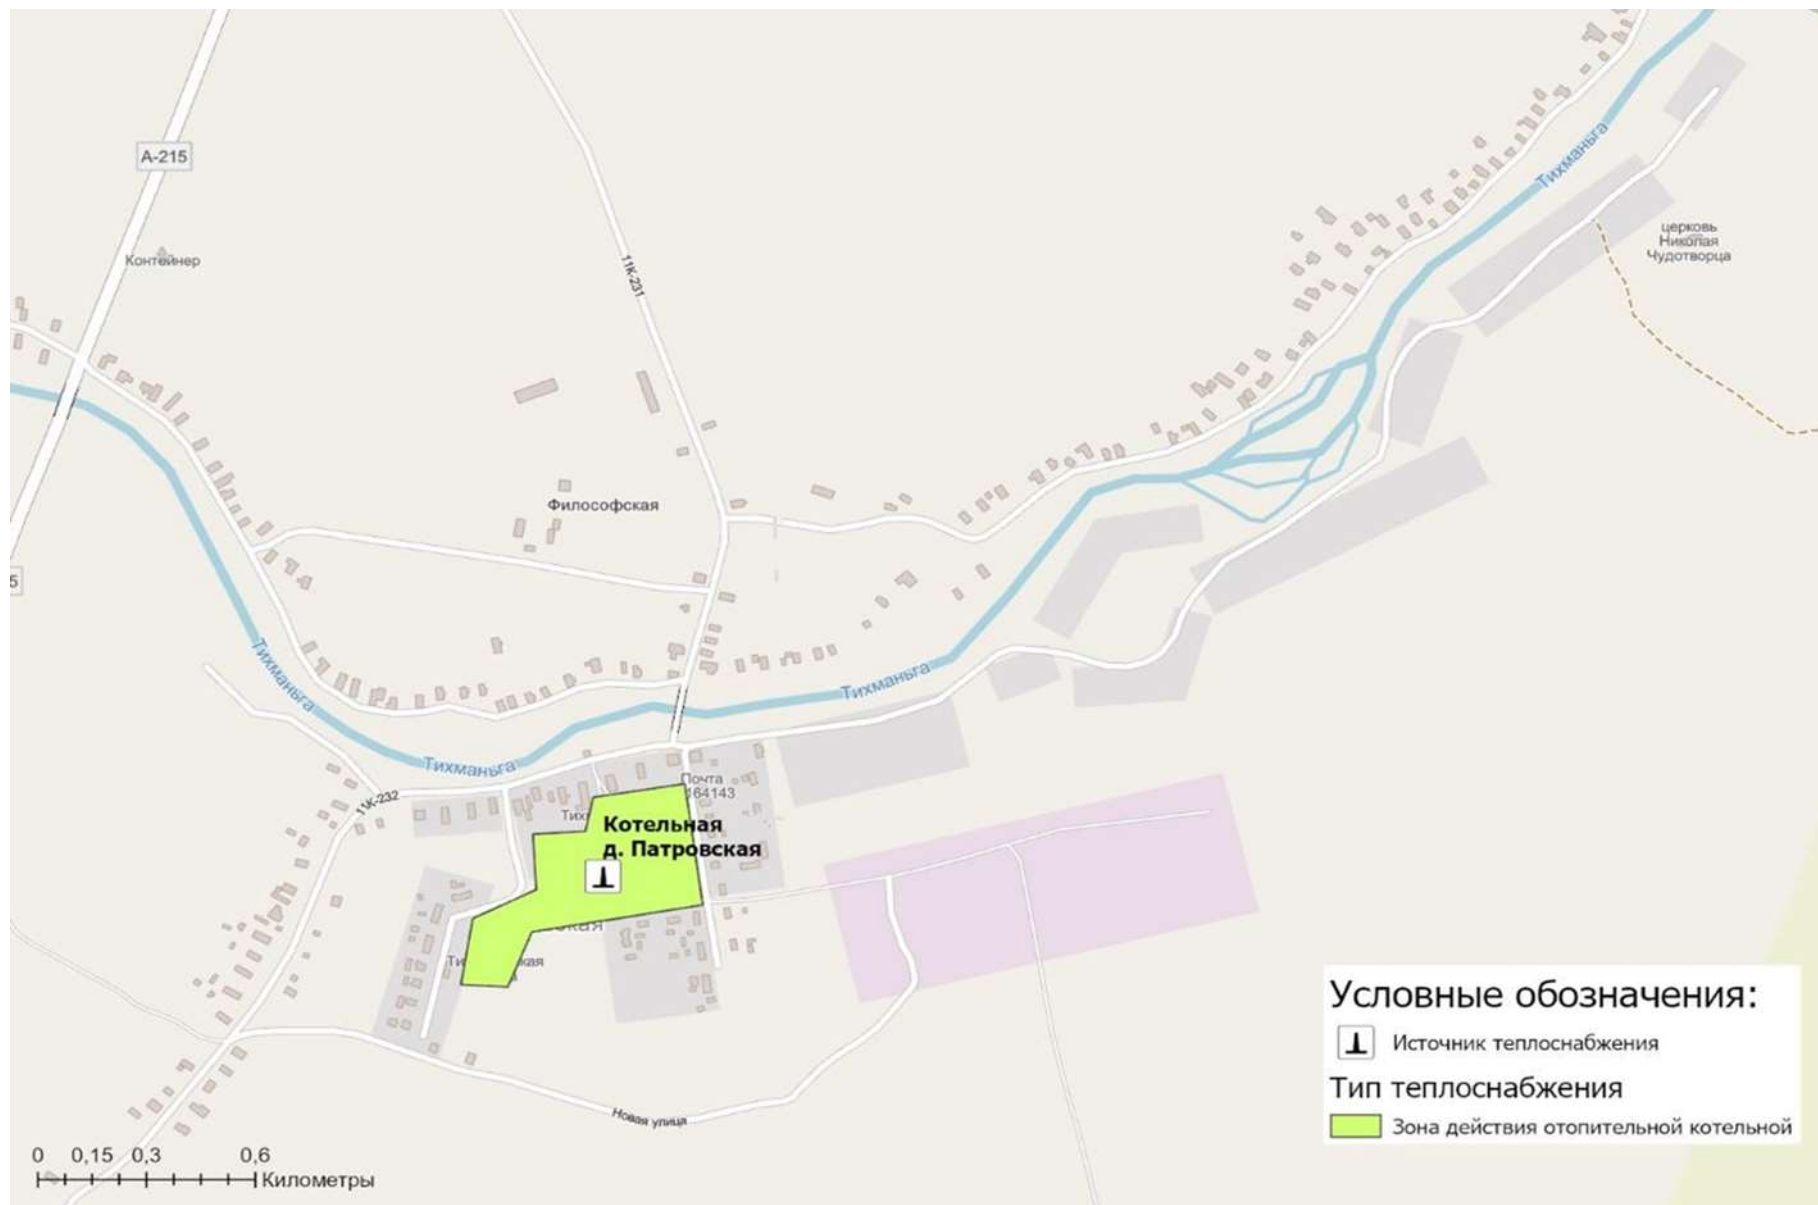 А-215
Контейнер
11К-231
Тихманьга
церковь
Николая
Чудотворца
Философская
5
Тихманьга
Тихманьга
Тихманьга
Почта
164143
11К-232
Котельная
д. Патровская
Новая улица
Условные обозначения:
Источник теплоснабжения
Тип теплоснабжения
Зона действия отопительной котельной
0 0,15 0,3 0,6
Километры